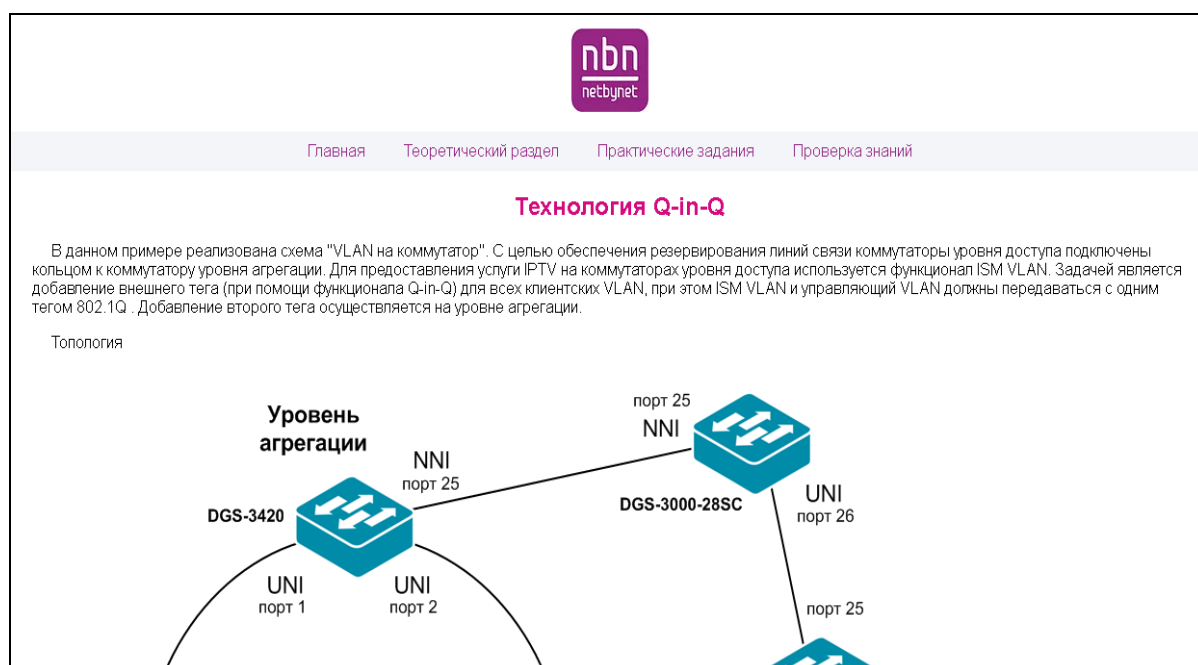 nbn
netbynet
Главная Теоретический раздел Практические задания Проверка знаний
Технология Q-in-Q
В данном примере реализована схема "VLAN на коммутатор". С целью обеспечения резервирования линий связи коммутаторы уровня доступа подключены
кольцом к коммутатору уровня агрегации. Для предоставления услуги IPTV на коммутаторах уровня доступа используется функционал ISM VLAN. Задачей является
добавление внешнего тега (при помощи функционала Q-in-Q) для всех клиентских VLAN, при этом ISM VLAN и управляющий VLAN должны передаваться с одним
тегом 802.1Q . Добавление второго тега осуществляется на уровне агрегации.
Топология
Уровень
агрегации
порт 25
NNI
NNI
порт 25
DGS-3420
DGS-3000-28SC
UNI
порт 26
UNI
порт 1
UNI
порт 2
порт 25